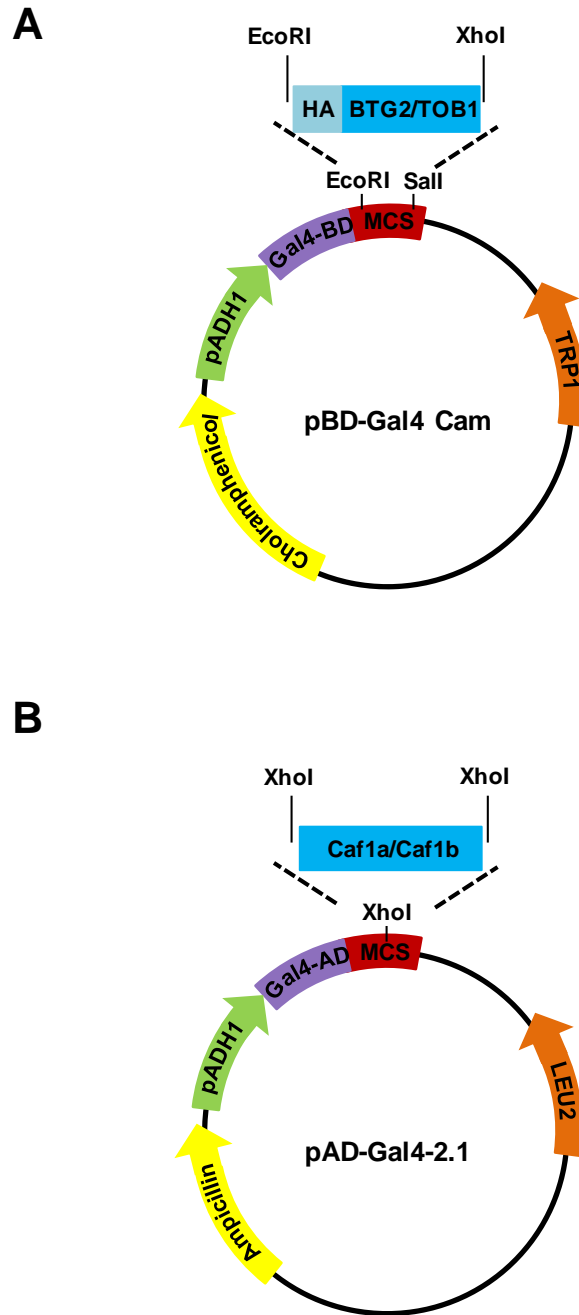 A
EcoRI XhoI
HA BTG2/TOB1
EcoRI SalI
Gal4-BD MCS
pADH1
TRP1
pBD-Gal4 Cam
Cholramphenicol
B
XhoI XhoI
Caf1a/Caf1b
XhoI
Gal4-AD MCS
pADH1
LEU2
pAD-Gal4-2.1
Ampicillin